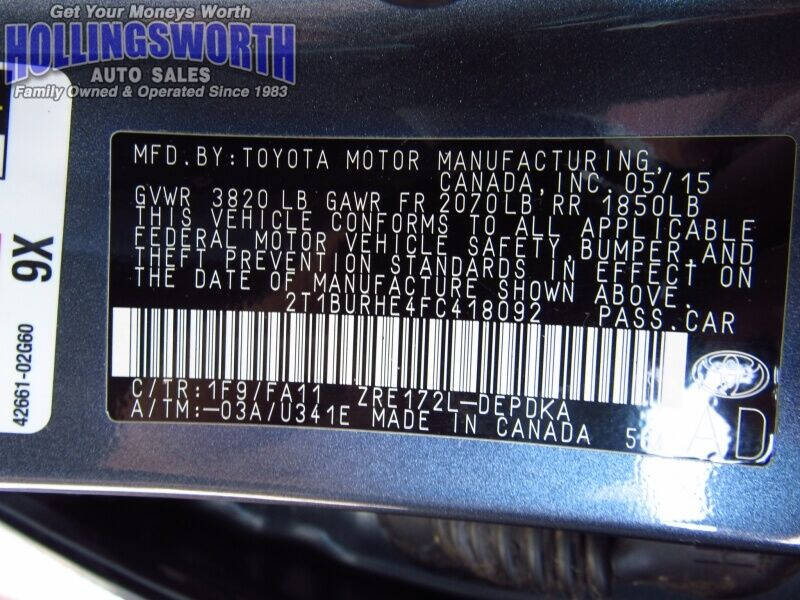 Get Your Moneys Worth
HOLLINGSWORTH
AUTO SALES
Family Owned & Operated Since 1983
9X
42661-02G60
MFD.BY:TOYOTA MOTOR MANUFACTURING,
CANADA,INC. 05/15
GVWR 3820 LB GAWR FR 2070LB RR 1850LB
THIS VEHICLE CONFORMS TO ALL APPLICABLE
FEDERAL MOTOR VEHICLE SAFETY,BUMPER,AND
THEFT PREVENTION STANDARDS IN EFFECT
ON THE DATE OF MANUFACTURE SHOWN ABOVE.
2T1BURHE4FC418092 PASS.CAR
C/TR:1F9/FA11 ZRE172L-DEPDKA
A/TM:-03A/U341E MADE IN CANADA
AD